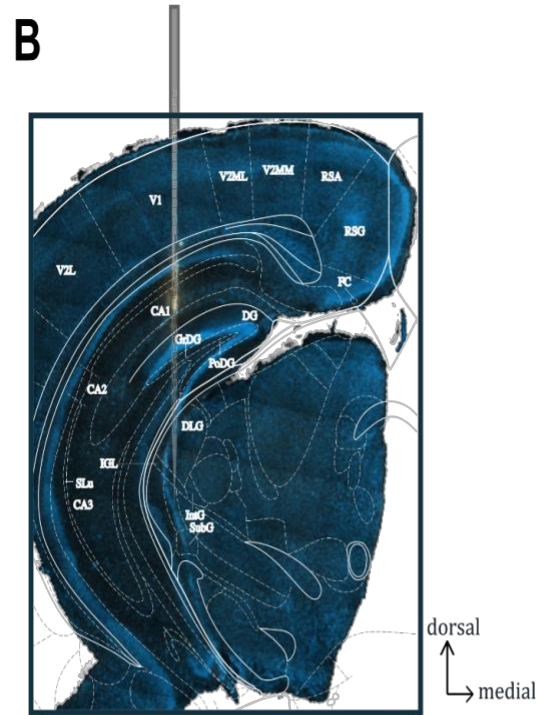 B
V2ML
V2MM
RSA
V1
RSG
V2L
FC
CA1
DG
GrDG
PoDG
CA2
DLG
IGL
SLu
CA3
IntG
SubG
dorsal
medial